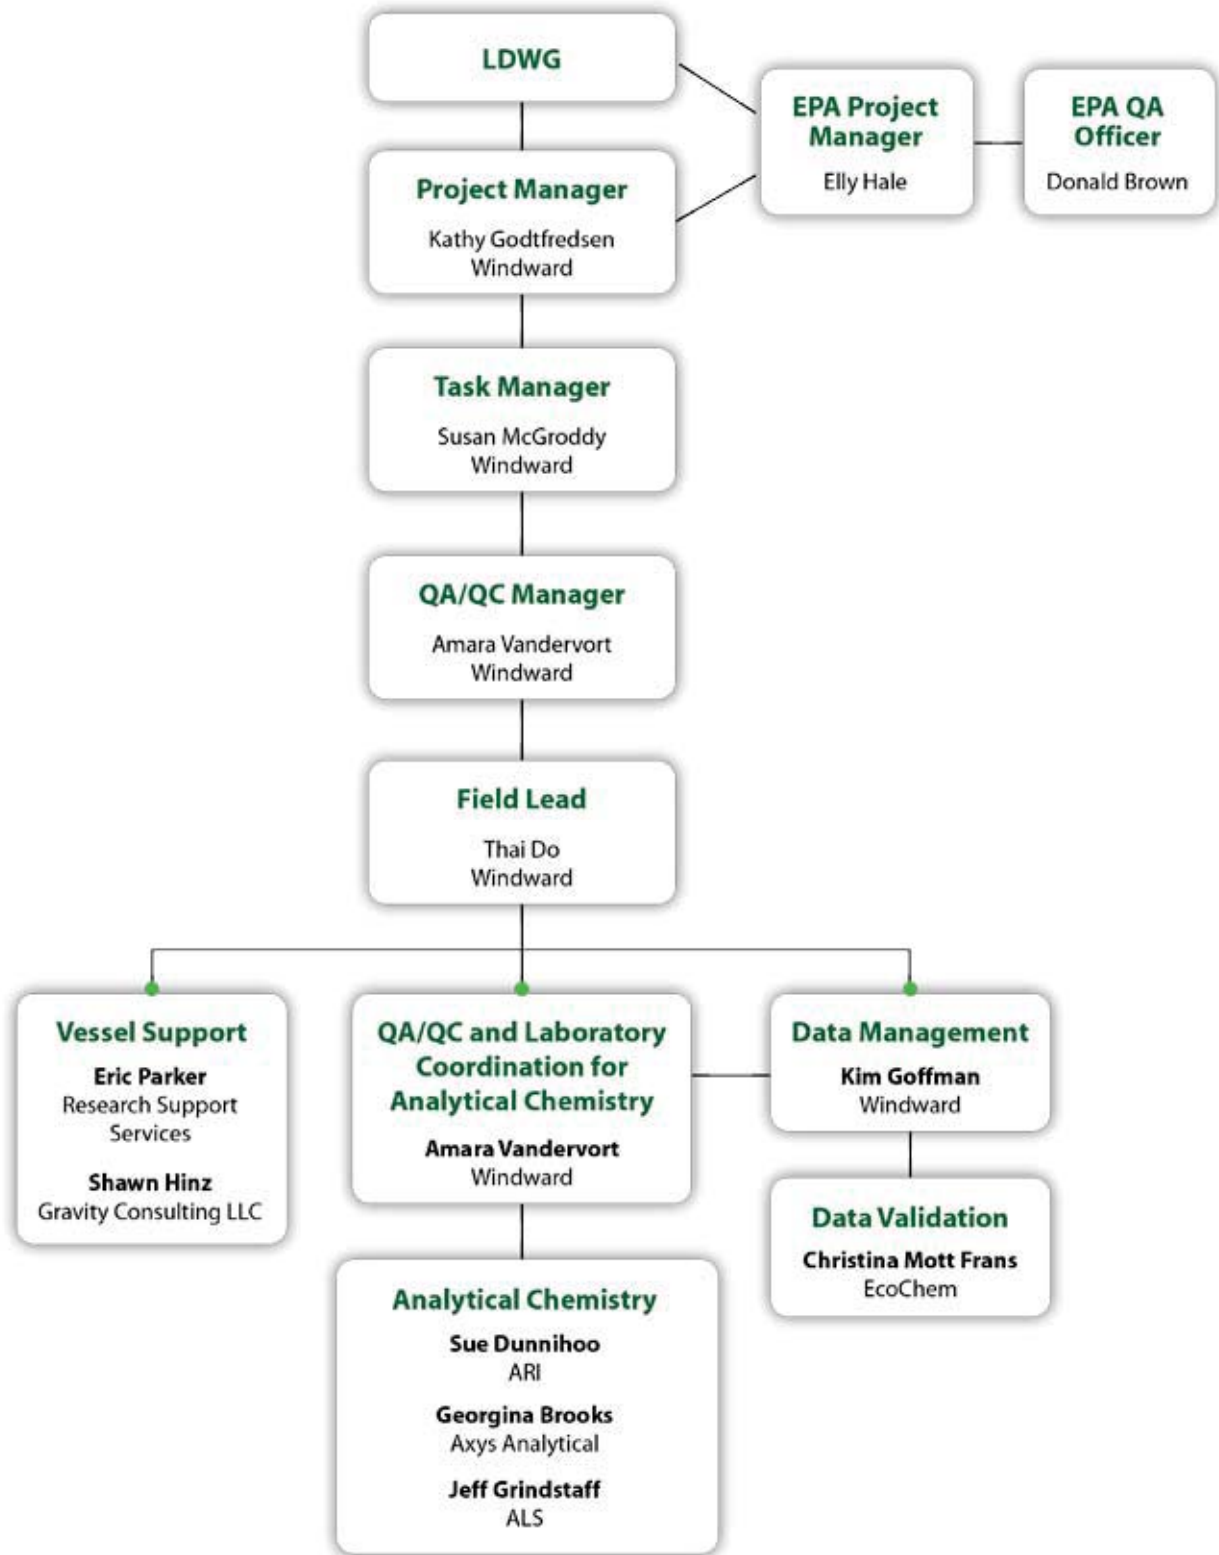 LDWG
EPA Project
Manager
Elly Hale
EPA QA
Officer
Donald Brown
Project Manager
Kathy Godtfredsen
Windward
Task Manager
Susan McGroddy
Windward
QA/QC Manager
Amara Vandervort
Windward
Field Lead
Thai Do
Windward
Vessel Support
Eric Parker
Research Support
Services
Shawn Hinz
Gravity Consulting LLC
QA/QC and Laboratory
Coordination for
Analytical Chemistry
Amara Vandervort
Windward
Data Management
Kim Goffman
Windward
Data Validation
Christina Mott Frans
EcoChem
Analytical Chemistry
Sue Dunnihoo
ARI
Georgina Brooks
Axys Analytical
Jeff Grindstaff
ALS